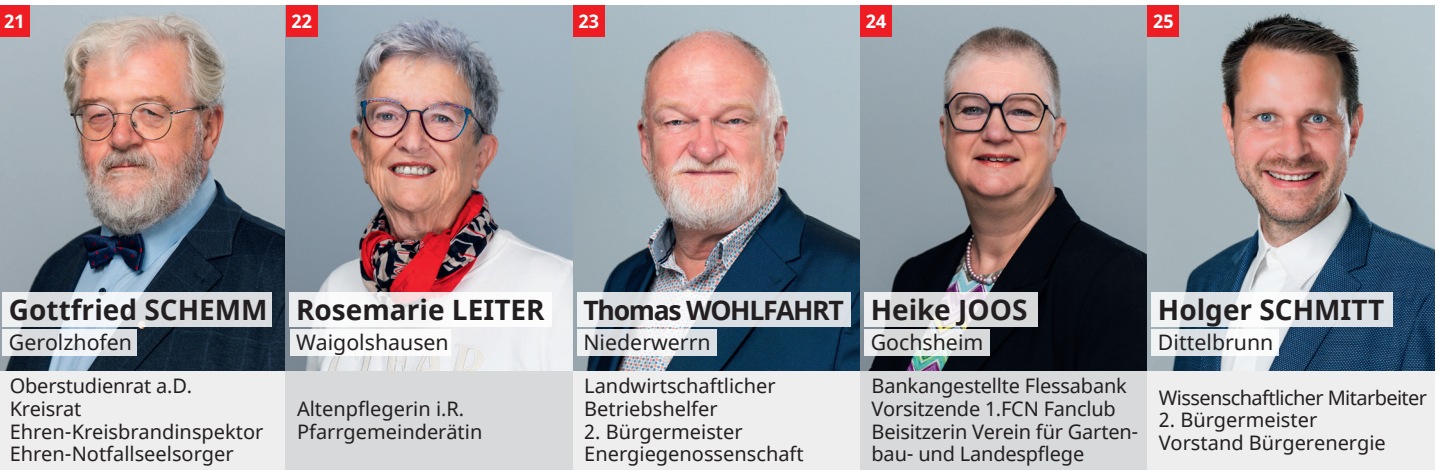 21
Gottfried SCHEMM
Gerolzhofen
Oberstudienrat a.D.
Kreisrat
Ehren-Kreisbrandinspektor
Ehren-Notfallseelsorger
22
Rosemarie LEITER
Waigolshausen
Altenpflegerin i.R.
Pfarrgemeinderätin
23
Thomas WOHLFAHRT
Niederwerrn
Landwirtschaftlicher
Betriebshelfer
2. Bürgermeister
Energiegenossenschaft
24
Heike JOOS
Gochsheim
Bankangestellte Flessabank
Vorsitzende 1.FCN Fanclub
Beisitzerin Verein für Garten-
bau- und Landespflege
25
Holger SCHMITT
Dittelbrunn
Wissenschaftlicher Mitarbeiter
2. Bürgermeister
Vorstand Bürgerenergie